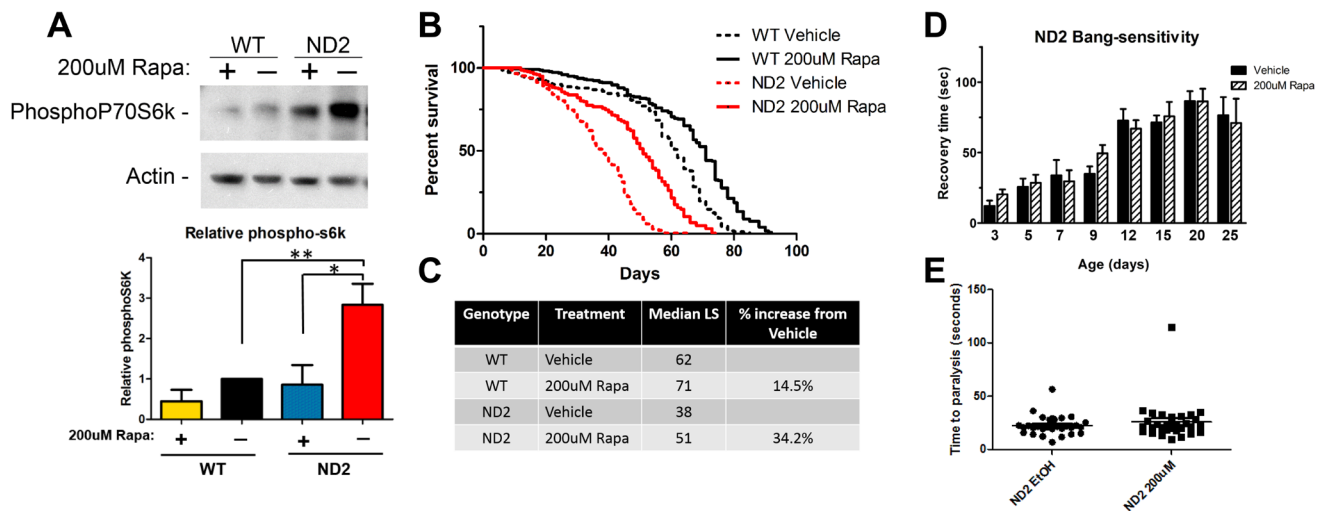 A
WT ND2
200uM Rapa: + − + −
PhosphoP70S6k -
Actin -
Relative phospho-s6k
**
*
4
3
2
1
0
Relative phosphoS6K
200uM Rapa: + − + −
WT ND2
B
WT Vehicle
WT 200uM Rapa
ND2 Vehicle
ND2 200uM Rapa
100
50
0
Percent survival
0 20 40 60 80 100
Days
C
Genotype Treatment Median LS % increase from Vehicle
WT Vehicle 62
WT 200uM Rapa 71 14.5%
ND2 Vehicle 38
ND2 200uM Rapa 51 34.2%
D
ND2 Bang-sensitivity
Vehicle
200uM Rapa
100
75
50
25
0
Recovery time (sec)
3 5 7 9 12 15 20 25
Age (days)
E
150
100
50
0
Time to paralysis (seconds)
ND2 EtOH
ND2 200uM